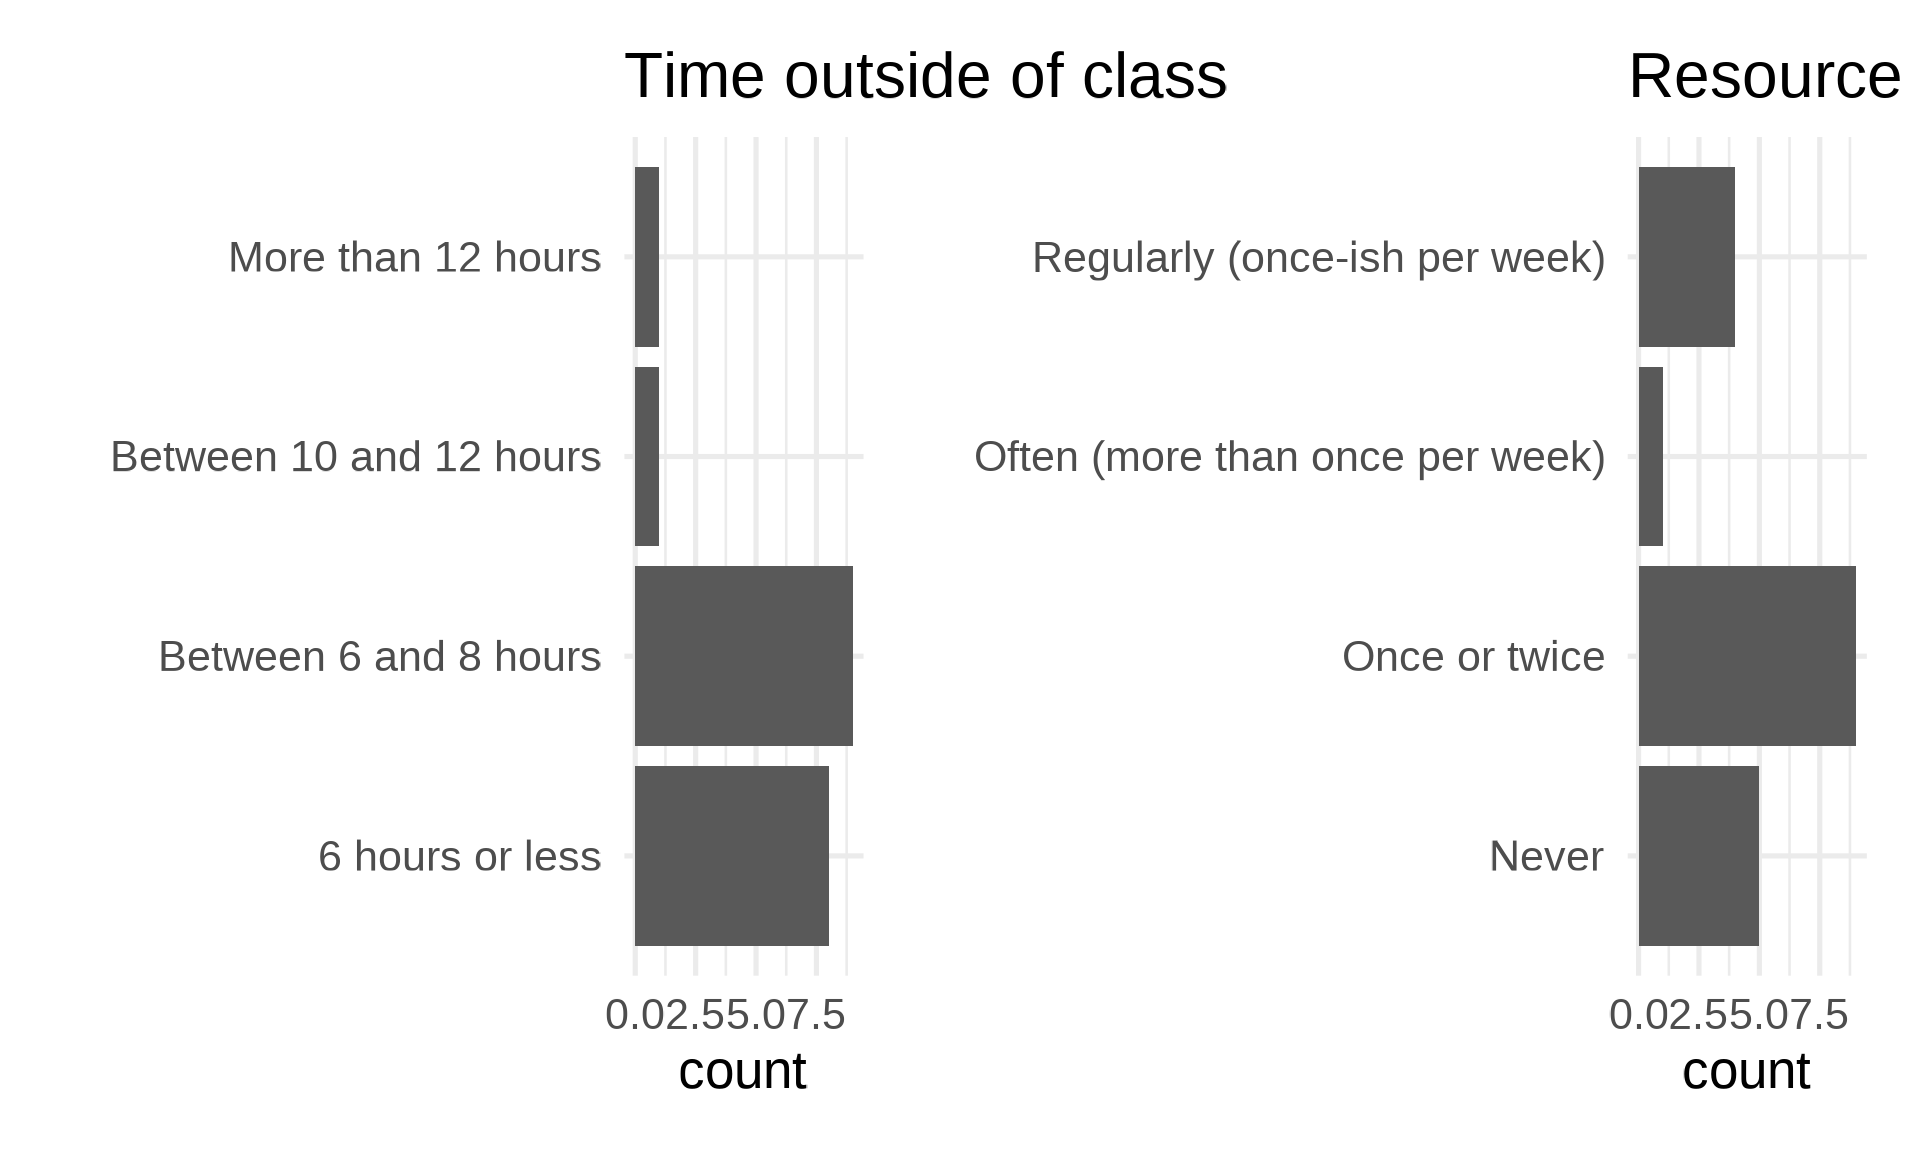 Time outside of class
More than 12 hours
Between 10 and 12 hours
Between 6 and 8 hours
6 hours or less
0.02.55.07.5
count
Resource
Regularly (once-ish per week)
Often (more than once per week)
Once or twice
Never
0.02.55.07.5
count